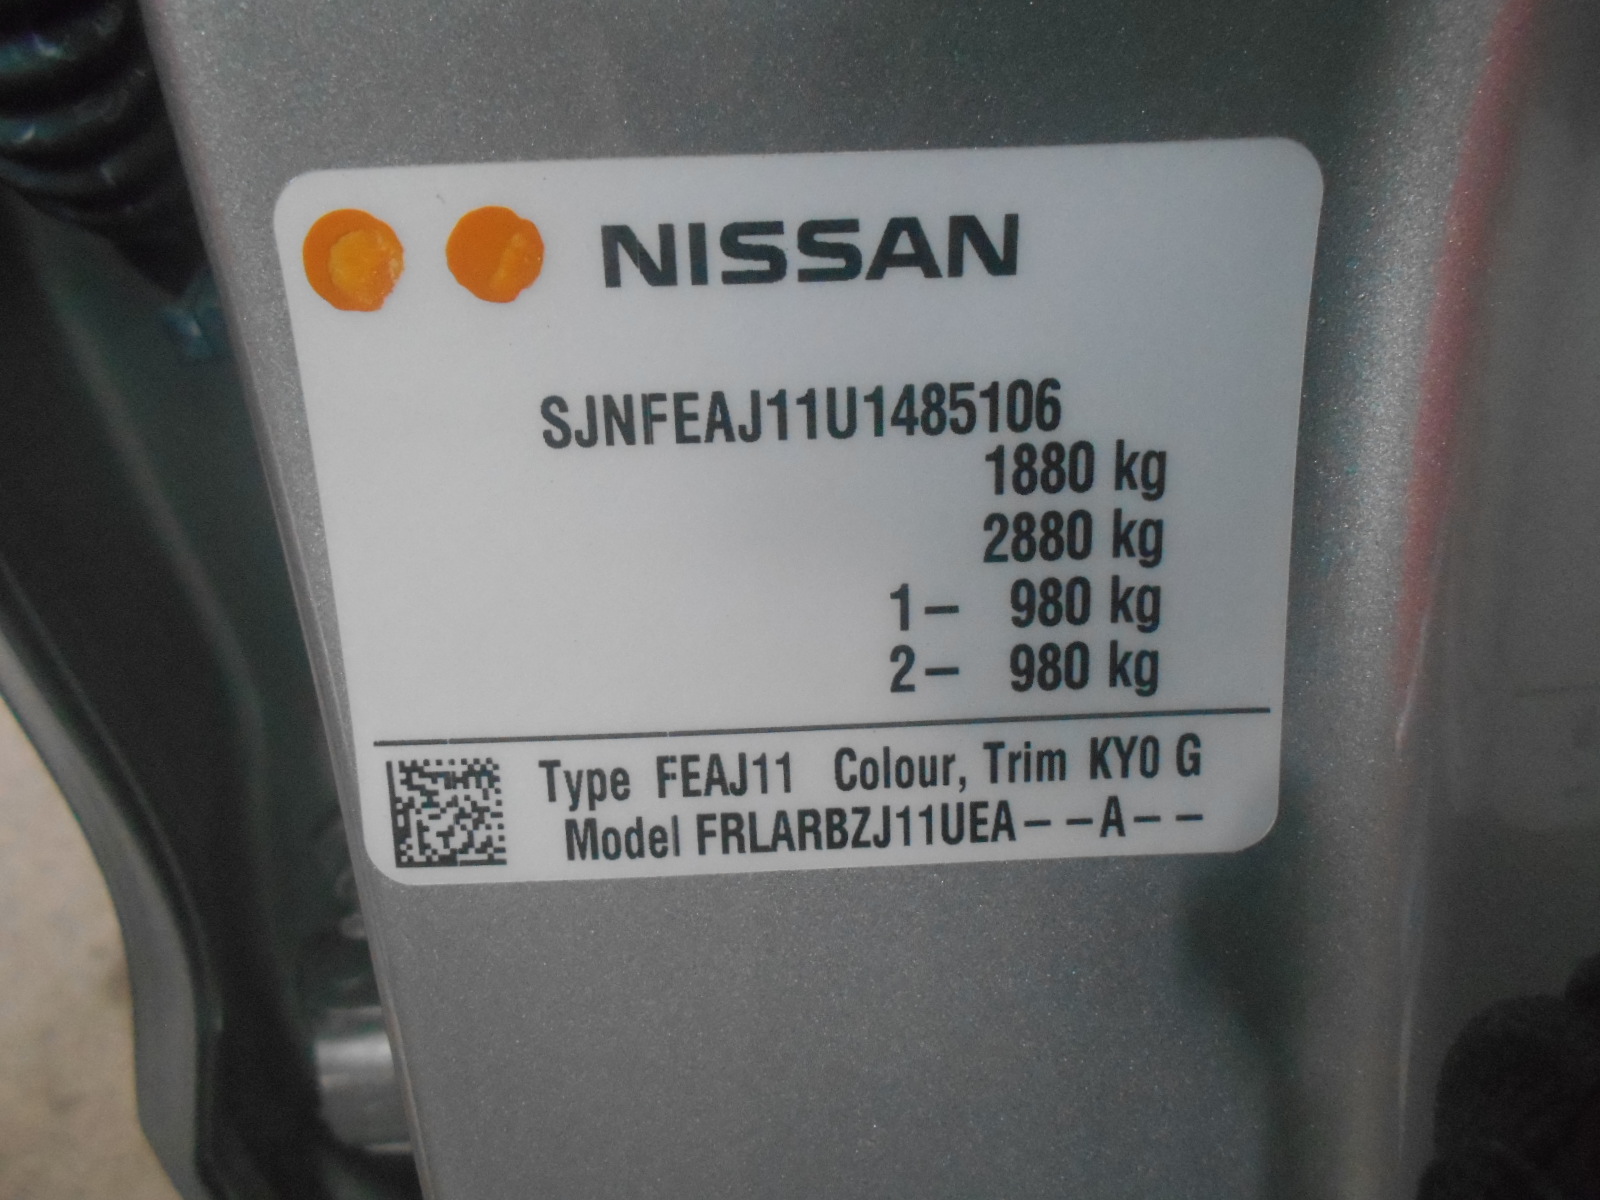 NISSAN
SJNFEAJ11U1485106
1880 kg
2880 kg
1- 980 kg
2- 980 kg
Type FEAJ11 Colour, Trim KY0 G
Model FRLARBZJ11UEA--A--